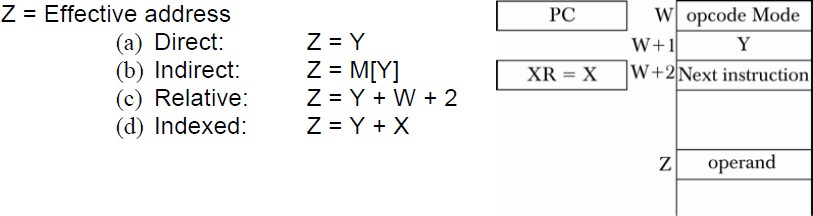 Z = Effective address
(a) Direct: Z = Y
(b) Indirect: Z = M[Y]
(c) Relative: Z = Y + W + 2
(d) Indexed: Z = Y + X
PC W opcode Mode
W+1 Y
XR = X W+2 Next instruction
Z operand